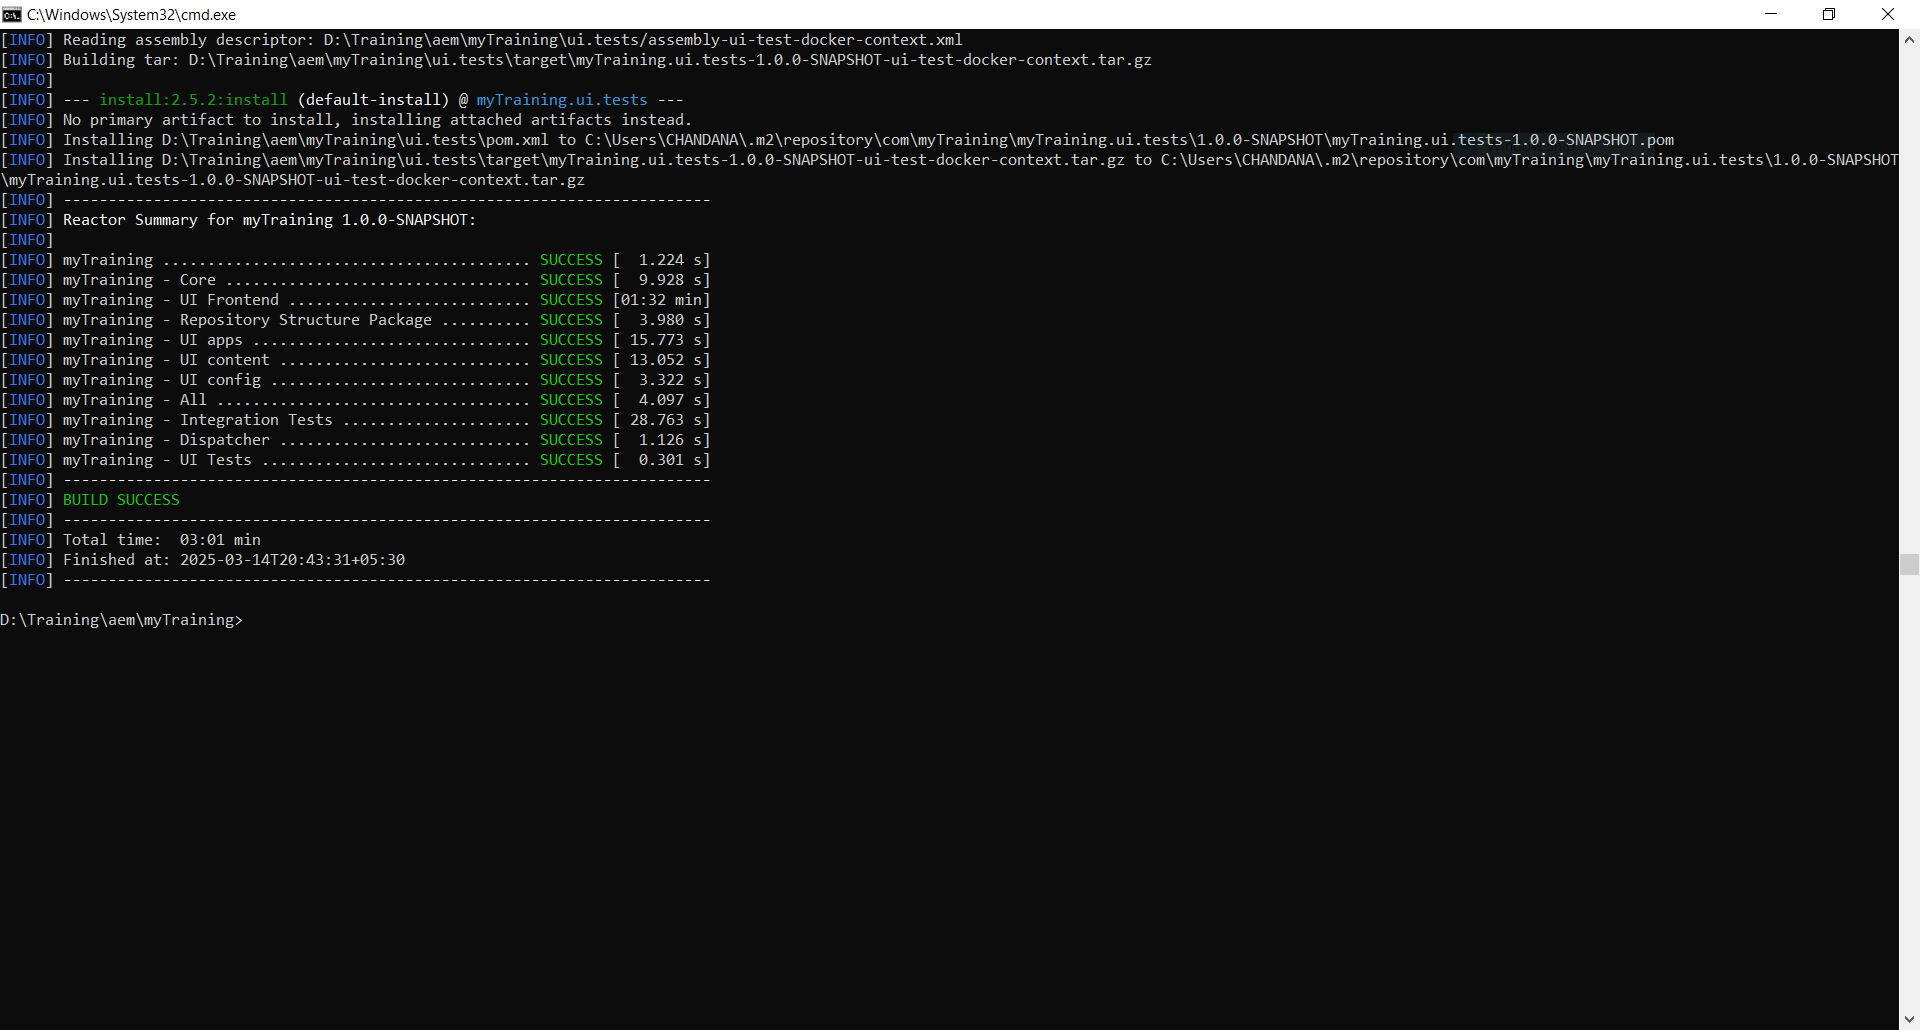 C:\Windows\System32\cmd.exe
[INFO] Reading assembly descriptor: D:\Training\aem\myTraining\ui.tests/assembly-ui-test-docker-context.xml
[INFO] Building tar: D:\Training\aem\myTraining\ui.tests\target\myTraining.ui.tests-1.0.0-SNAPSHOT-ui-test-docker-context.tar.gz
[INFO]
[INFO] --- install:2.5.2:install (default-install) @ myTraining.ui.tests ---
[INFO] No primary artifact to install, installing attached artifacts instead.
[INFO] Installing D:\Training\aem\myTraining\ui.tests\pom.xml to C:\Users\CHANDANA\.m2\repository\com\myTraining\myTraining.ui.tests\1.0.0-SNAPSHOT\myTraining.ui.tests-1.0.0-SNAPSHOT.pom
[INFO] Installing D:\Training\aem\myTraining\ui.tests\target\myTraining.ui.tests-1.0.0-SNAPSHOT-ui-test-docker-context.tar.gz to C:\Users\CHANDANA\.m2\repository\com\myTraining\myTraining.ui.tests\1.0.0-SNAPSHOT
\myTraining.ui.tests-1.0.0-SNAPSHOT-ui-test-docker-context.tar.gz
[INFO] ------------------------------------------------------------------------
[INFO] Reactor Summary for myTraining 1.0.0-SNAPSHOT:
[INFO]
[INFO] myTraining ......................................... SUCCESS [  1.224 s]
[INFO] myTraining - Core .................................. SUCCESS [  9.928 s]
[INFO] myTraining - UI Frontend ........................... SUCCESS [01:32 min]
[INFO] myTraining - Repository Structure Package .......... SUCCESS [  3.980 s]
[INFO] myTraining - UI apps ............................... SUCCESS [ 15.773 s]
[INFO] myTraining - UI content ............................ SUCCESS [ 13.052 s]
[INFO] myTraining - UI config ............................. SUCCESS [  3.322 s]
[INFO] myTraining - All ................................... SUCCESS [  4.097 s]
[INFO] myTraining - Integration Tests ..................... SUCCESS [ 28.763 s]
[INFO] myTraining - Dispatcher ............................ SUCCESS [  1.126 s]
[INFO] myTraining - UI Tests .............................. SUCCESS [  0.301 s]
[INFO] ------------------------------------------------------------------------
[INFO] BUILD SUCCESS
[INFO] ------------------------------------------------------------------------
[INFO] Total time:  03:01 min
[INFO] Finished at: 2025-03-14T20:43:31+05:30
[INFO] ------------------------------------------------------------------------
D:\Training\aem\myTraining>